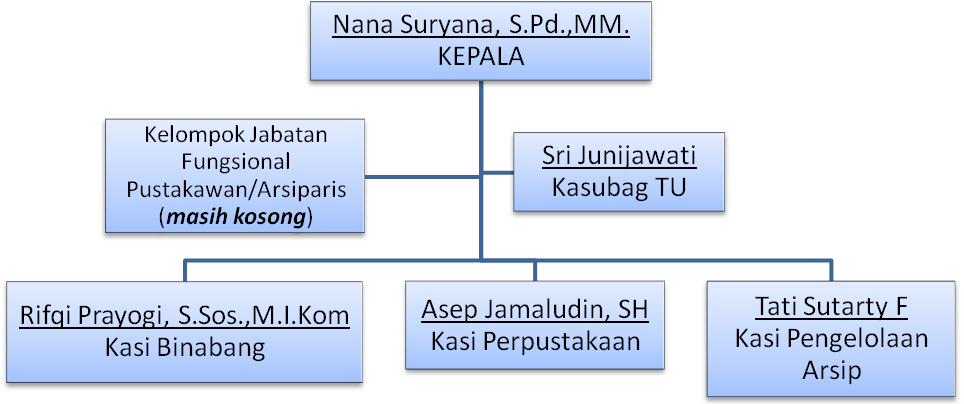 Nana Suryana, S.Pd.,MM.
KEPALA
Kelompok Jabatan
Fungsional
Pustakawan/Arsiparis
(masih kosong)
Sri Junijawati
Kasubag TU
Rifqi Prayogi, S.Sos.,M.I.Kom
Kasi Binabang
Asep Jamaludin, SH
Kasi Perpustakaan
Tati Sutarty F
Kasi Pengelolaan
Arsip